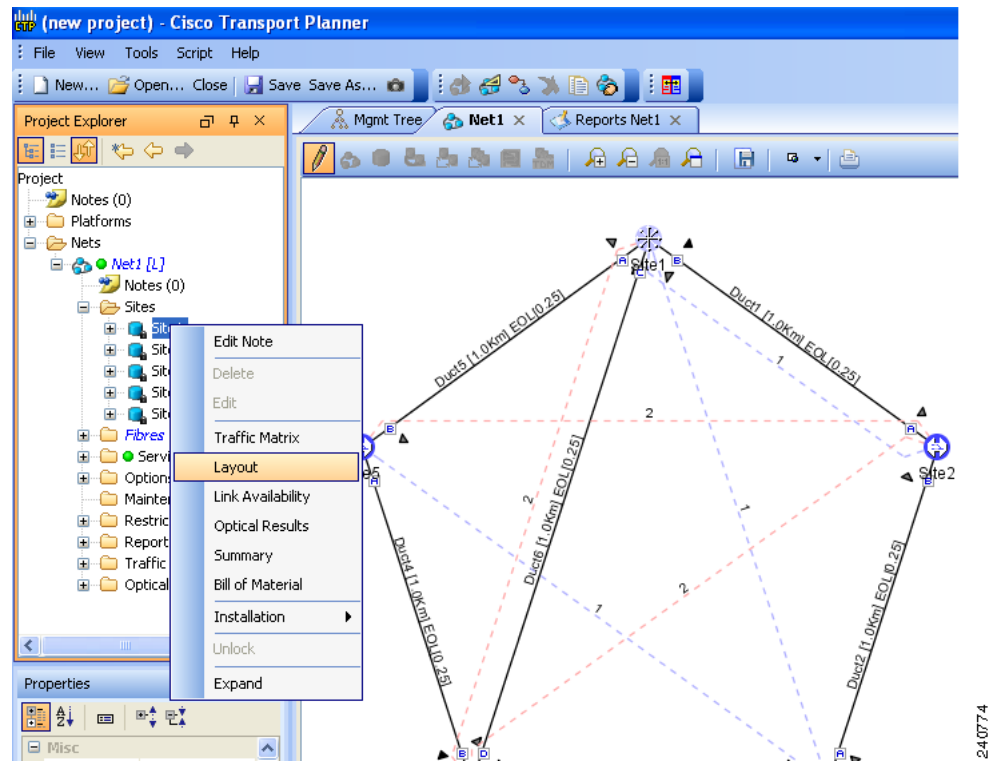 CTP (new project) - Cisco Transport Planner
File View Tools Script Help
New... Open... Close Save Save As...
Project Explorer
Mgmt Tree Net1 Reports Net1
Project
Notes (0)
Platforms
Nets
Net1 [L]
Notes (0)
Sites
Fibres
Servi
Option
Mainte
Restric
Report
Traffic
Optical
Edit Note
Delete
Edit
Traffic Matrix
Layout
Link Availability
Optical Results
Summary
Bill of Material
Installation
Unlock
Expand
Properties
Misc
Site1
A
B
C
Duct5 [1.0Km] EOL[0.25]
Duct1 [1.0Km] EOL[0.25]
1
2
B
A
Site2
A
B
2
Duct6 [1.0Km] EOL[0.25]
1
Duct4 [1.0Km] EOL[0.25]
2
1
Duct2 [1.0Km] EOL[0.25]
B
D
A
240774